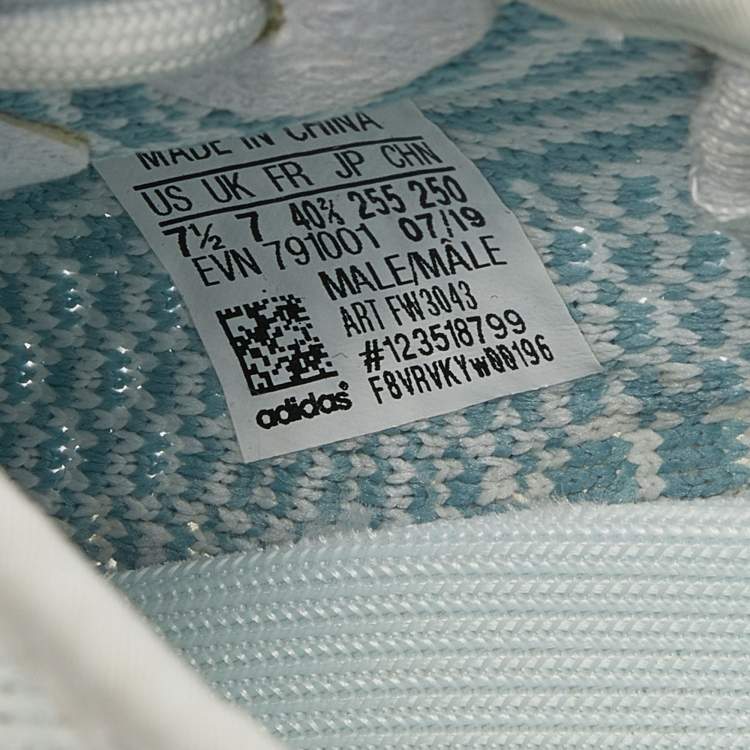 MADE IN CHINA
US UK FR JP CHN
7½ 7 40⅔ 255 250
EVN 791001 07/19
MALE/MÂLE
ART FW3043
#123518799
F8VRVKYW00196
adidas®